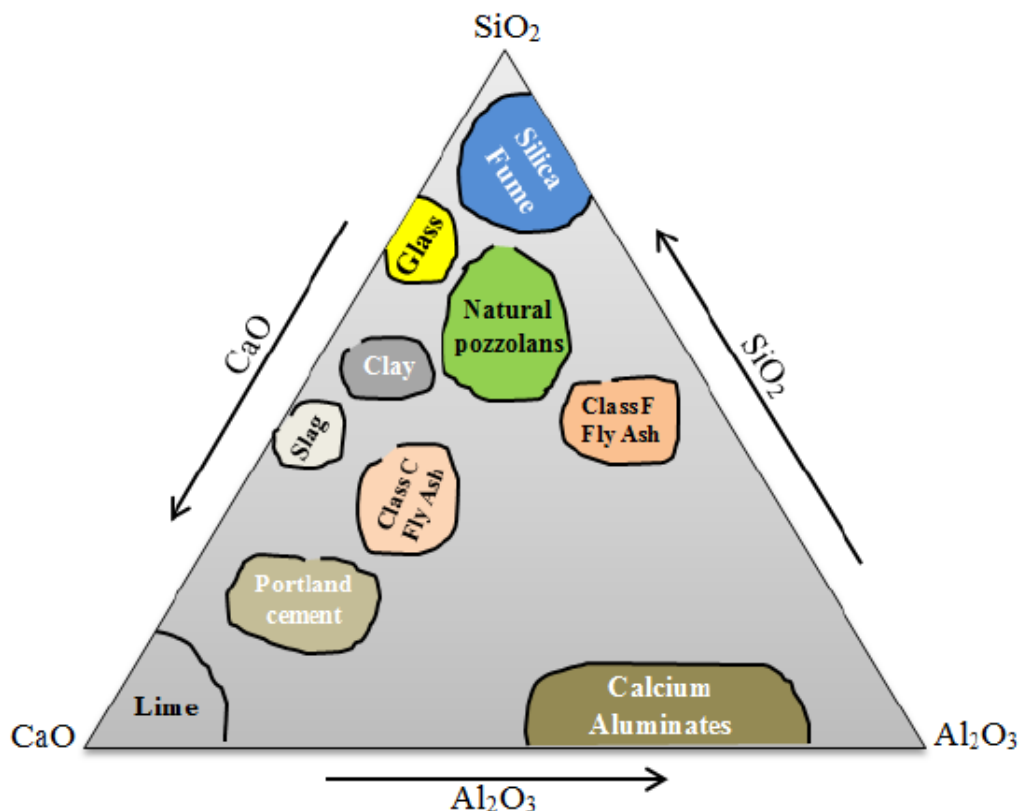 SiO₂
Silica
Fume
Glass
CaO
Natural
pozzolans
SiO₂
Clay
Class F
Fly Ash
Slag
Class C
Fly Ash
Portland
cement
Lime
Calcium
Aluminates
CaO
Al₂O₃
Al₂O₃